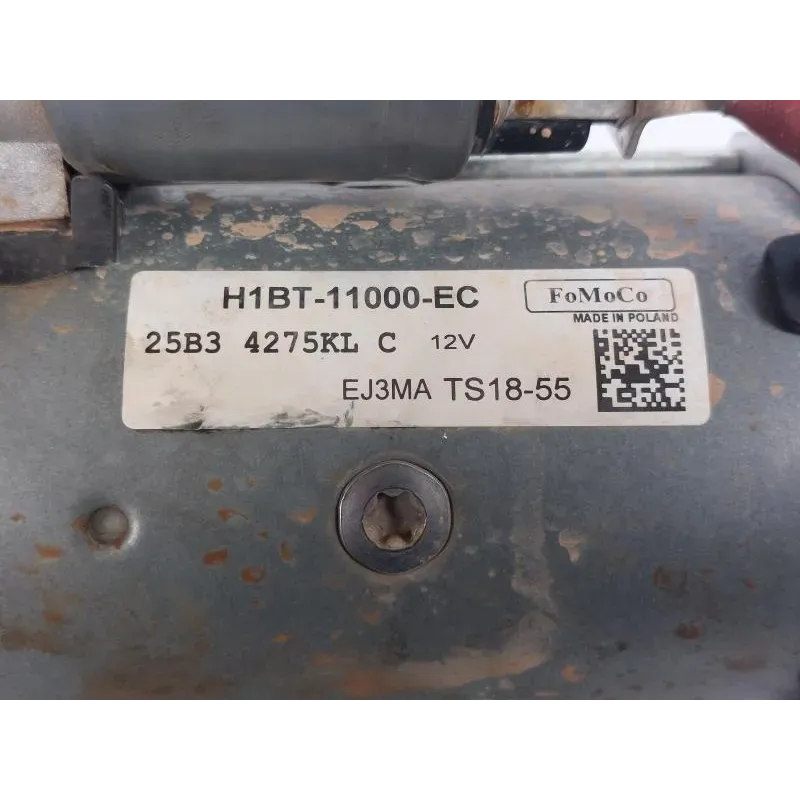 H1BT-11000-EC
FoMoCo
MADE IN POLAND
25B3 4275KL C 12V
EJ3MA TS18-55